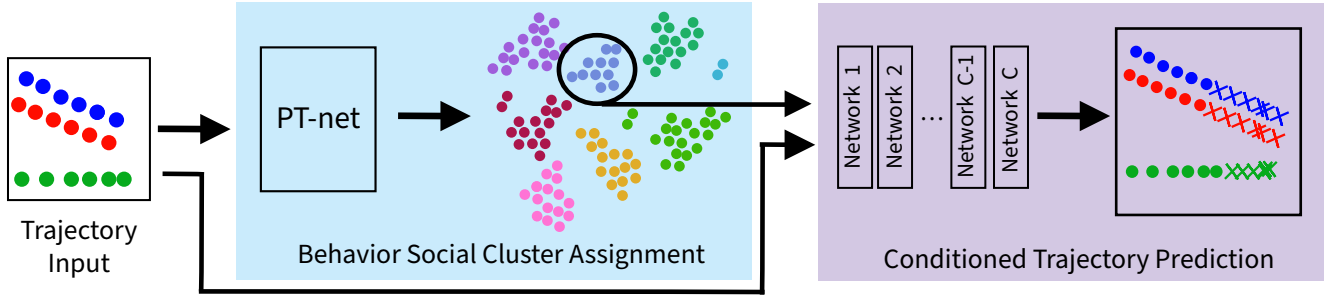 Trajectory
Input
PT-net
Behavior Social Cluster Assignment
Network 1
Network 2
...
Network C-1
Network C
Conditioned Trajectory Prediction